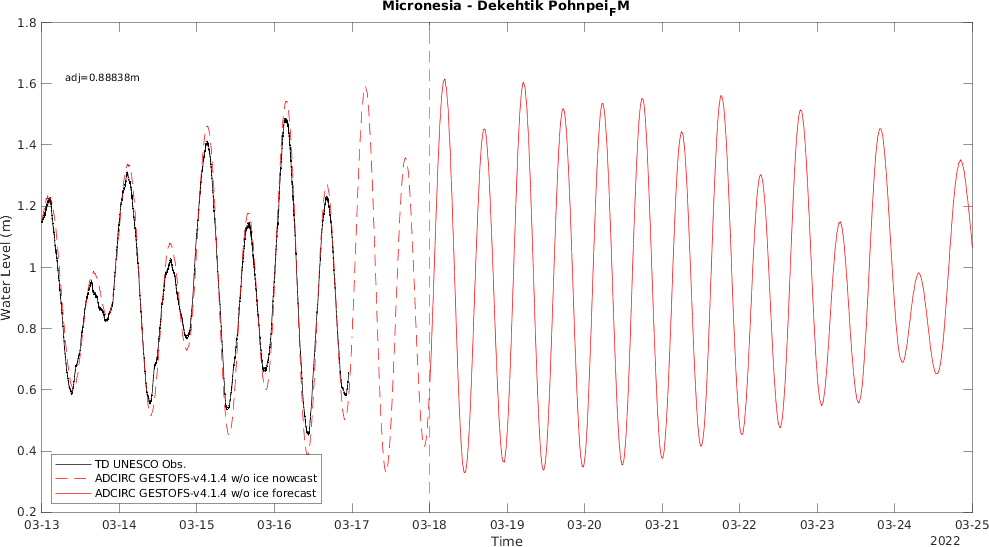 Micronesia - Dekehtik Pohnpei_FM
1.8
1.6
1.4
1.2
1
0.8
0.6
0.4
0.2
Water Level (m)
adj=0.88838m
TD UNESCO Obs.
ADCIRC GESTOFS-v4.1.4 w/o ice nowcast
ADCIRC GESTOFS-v4.1.4 w/o ice forecast
03-13 03-14 03-15 03-16 03-17 03-18 03-19 03-20 03-21 03-22 03-23 03-24 03-25
Time
2022